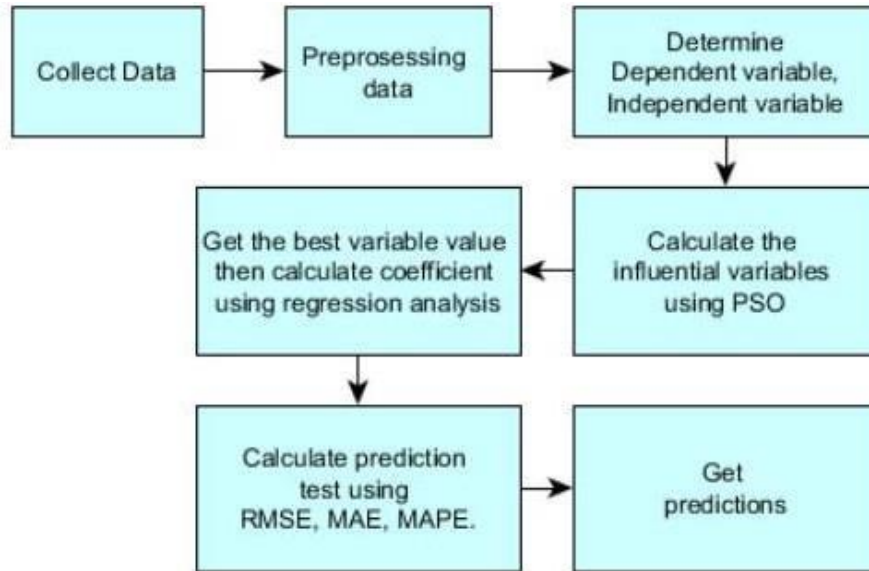 Collect Data
Preprosessing
data
Determine
Dependent variable,
Independent variable
Calculate the
influential variables
using PSO
Get the best variable value
then calculate coefficient
using regression analysis
Calculate prediction
test using
RMSE, MAE, MAPE.
Get
predictions